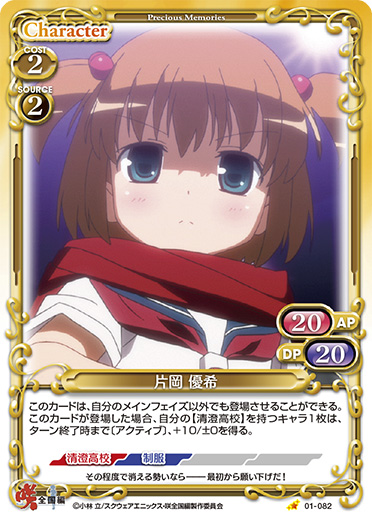 Precious Memories
Character
COST
2
SOURCE
2
20 AP
DP 20
片岡 優希
このカードは、自分のメインフェイズ以外でも登場させることができる。
このカードが登場した場合、自分の【清澄高校】を持つキャラ1枚は、
ターン終了時まで〔アクティブ〕、+10/±0を得る。
清澄高校 制服
その程度で消える勢いなら――最初から願い下げだ!
咲 全国編
©小林 立/スクウェアエニックス・咲全国編製作委員会
01-082